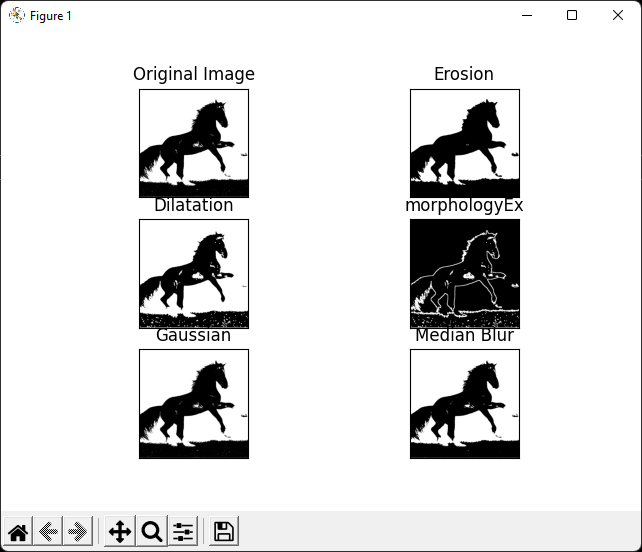 Figure 1
Original Image
Erosion
Dilatation
morphologyEx
Gaussian
Median Blur